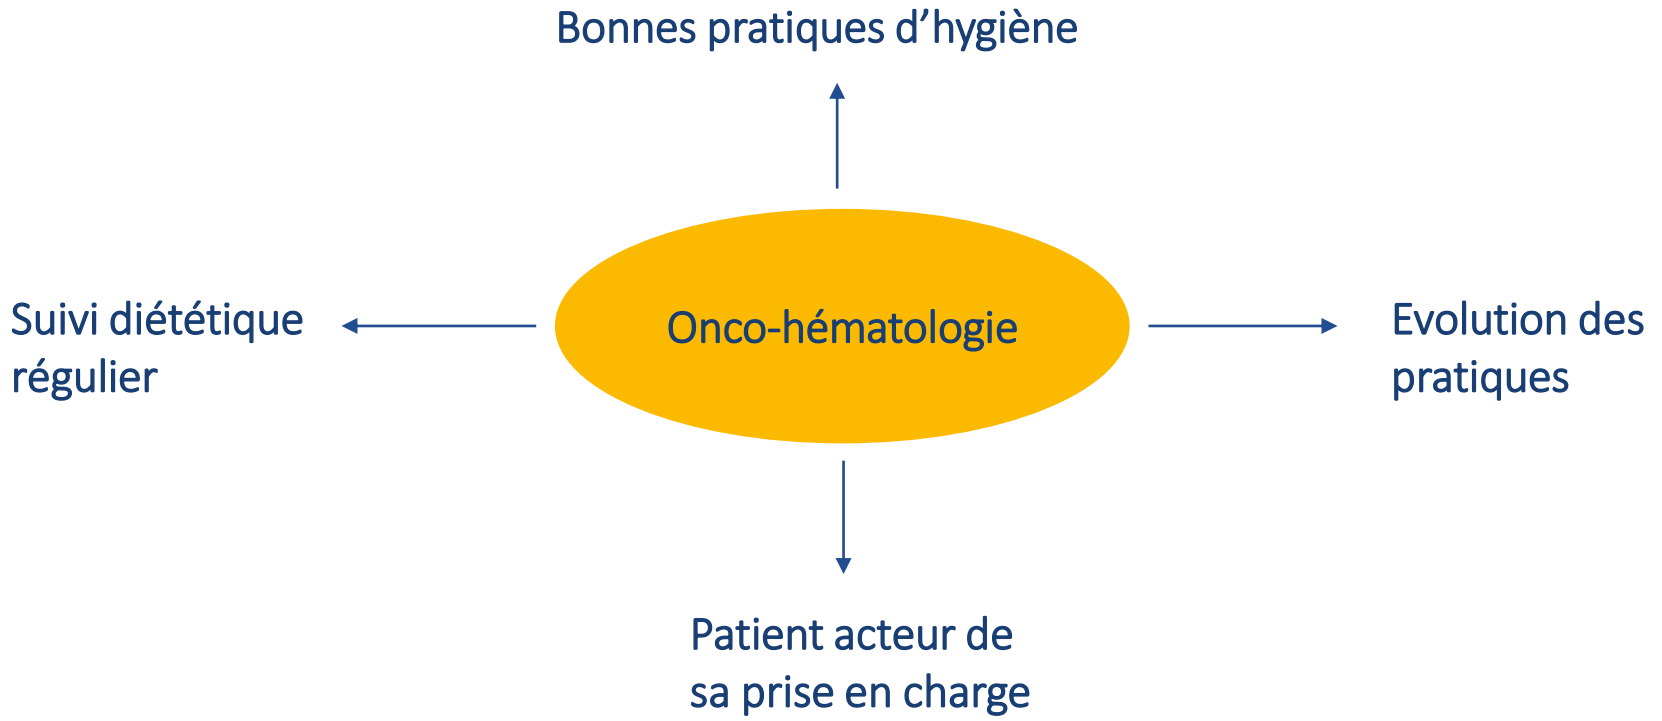 Bonnes pratiques d’hygiène
Suivi diététique
régulier
Onco-hématologie
Evolution des
pratiques
Patient acteur de
sa prise en charge